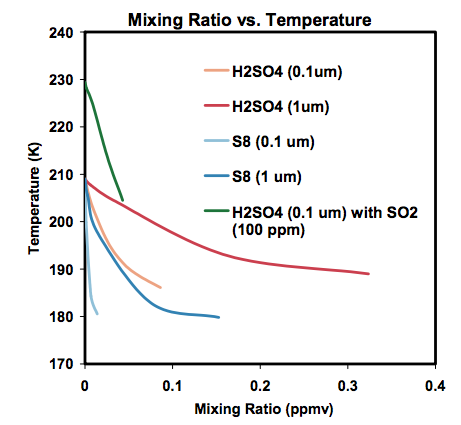 Mixing Ratio vs. Temperature
240
230
220
210
200
190
180
170
Temperature (K)
H2SO4 (0.1um)
H2SO4 (1um)
S8 (0.1 um)
S8 (1 um)
H2SO4 (0.1 um) with SO2
(100 ppm)
0
0.1
0.2
0.3
0.4
Mixing Ratio (ppmv)